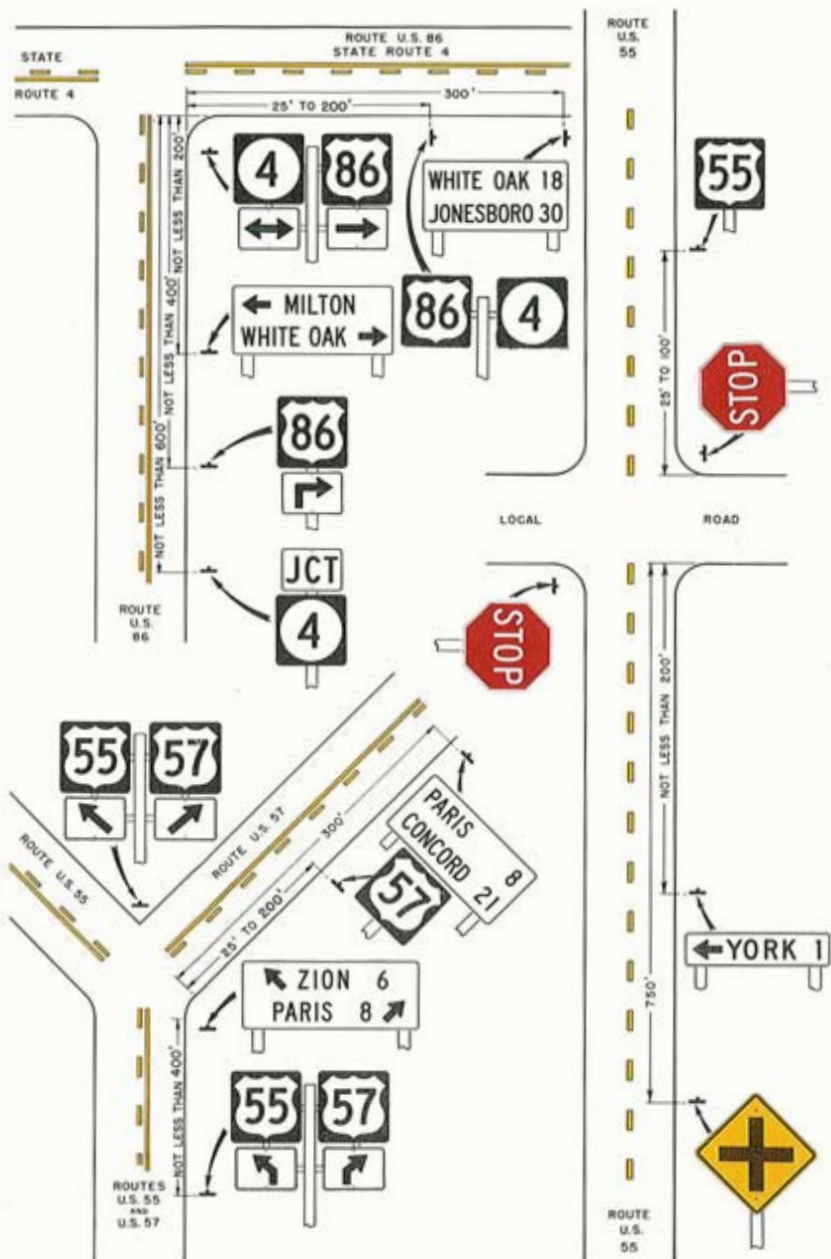 ROUTE U.S. 86
STATE ROUTE 4
STATE
ROUTE 4
300'
25' TO 200'
NOT LESS THAN 200'
NOT LESS THAN 400'
NOT LESS THAN 600'
4
86
WHITE OAK 18
JONESBORO 30
MILTON
WHITE OAK
86
4
86
JCT
4
ROUTE
U.S.
86
ROUTE
U.S.
55
55
25' TO 100'
STOP
LOCAL
ROAD
STOP
NOT LESS THAN 200'
750'
YORK 1
ROUTE
U.S.
55
55
57
ROUTE U.S. 55
ROUTE U.S. 57
300'
25' TO 200'
PARIS 8
CONCORD 21
57
ZION 6
PARIS 8
NOT LESS THAN 400'
55
57
ROUTES
U.S. 55
AND
U.S. 57